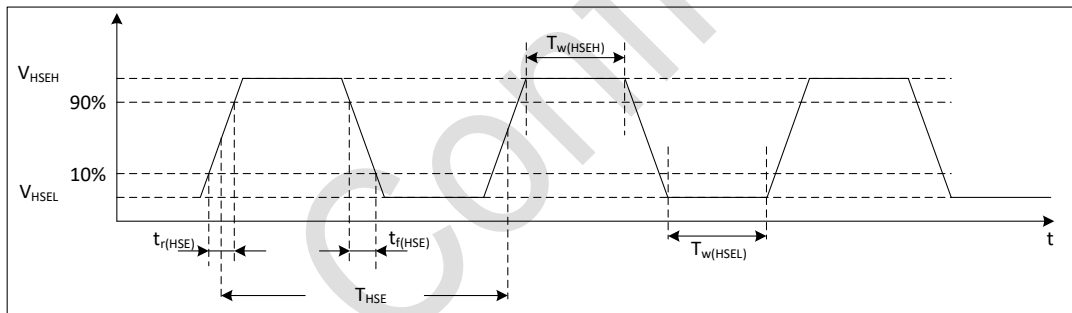 T_w(HSEH)
V_HSEH
90%
10%
V_HSEL
t_r(HSE)
t_f(HSE)
T_w(HSEL)
t
T_HSE